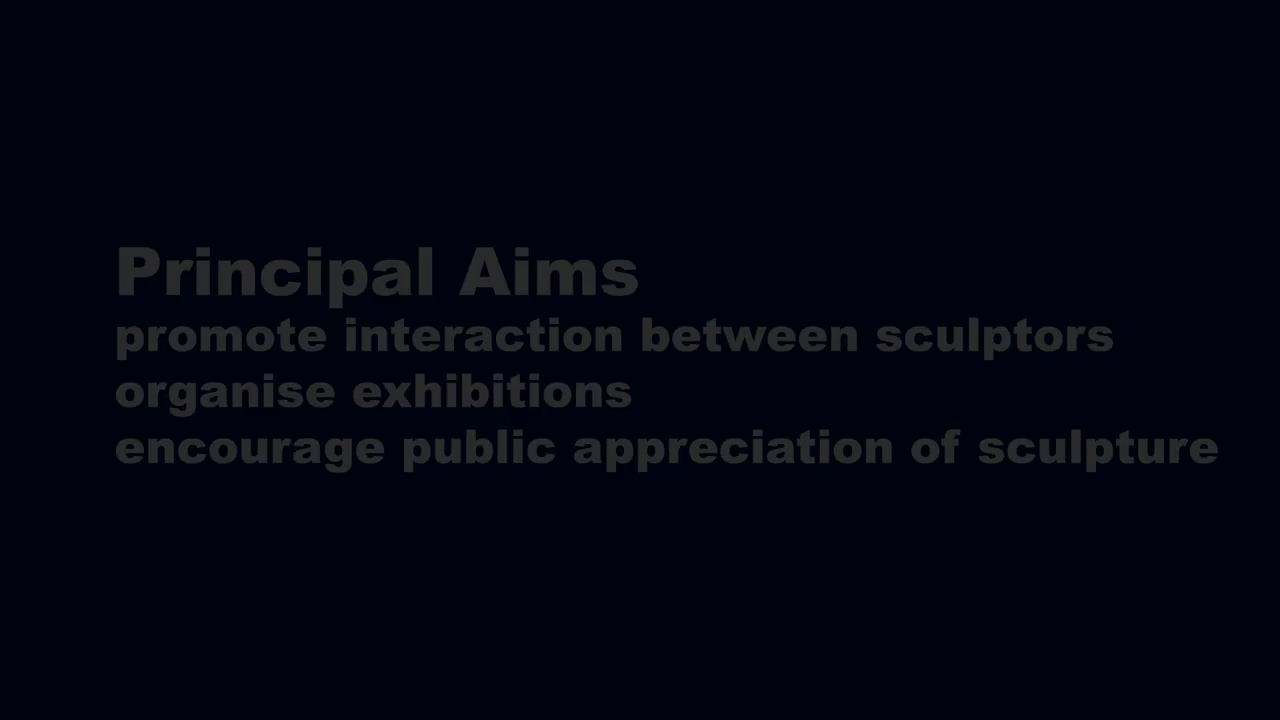 Principal Aims
promote interaction between sculptors
organise exhibitions
encourage public appreciation of sculpture